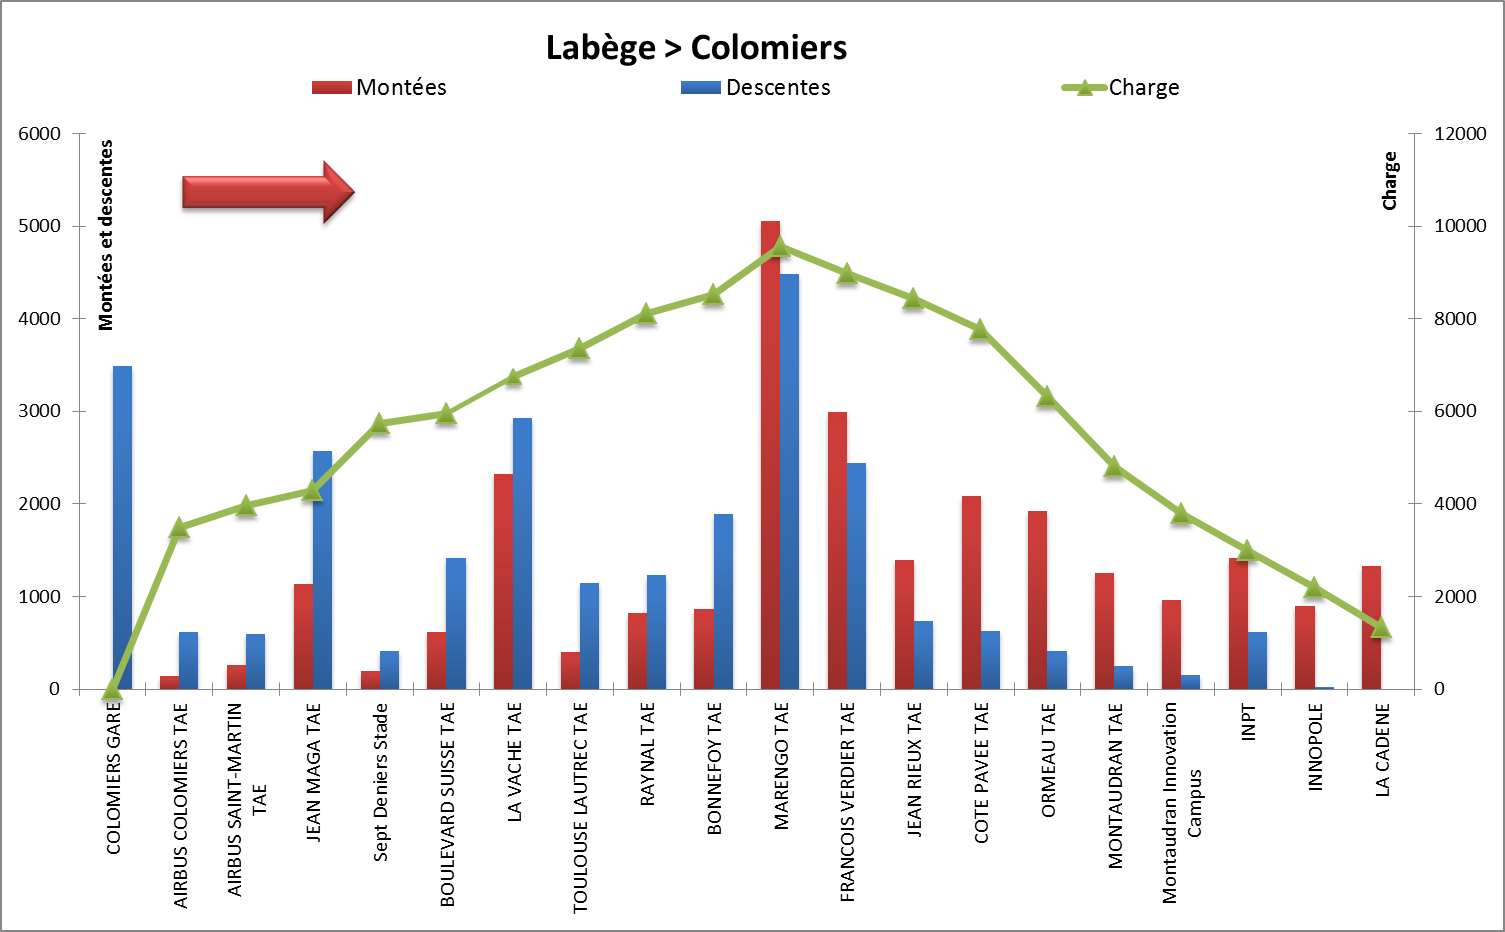 Labège > Colomiers
Montées
Descentes
Charge
6000
5000
4000
3000
2000
1000
0
Montées et descentes
12000
10000
8000
6000
4000
2000
0
Charge
COLOMIERS GARE
AIRBUS COLOMIERS TAE
AIRBUS SAINT-MARTIN
TAE
JEAN MAGA TAE
Sept Deniers Stade
BOULEVARD SUISSE TAE
LA VACHE TAE
TOULOUSE LAUTREC TAE
RAYNAL TAE
BONNEFOY TAE
MARENGO TAE
FRANCOIS VERDIER TAE
JEAN RIEUX TAE
COTE PAVEE TAE
ORMEAU TAE
MONTAUDRAN TAE
Montaudran Innovation
Campus
INPT
INNOPOLE
LA CADENE